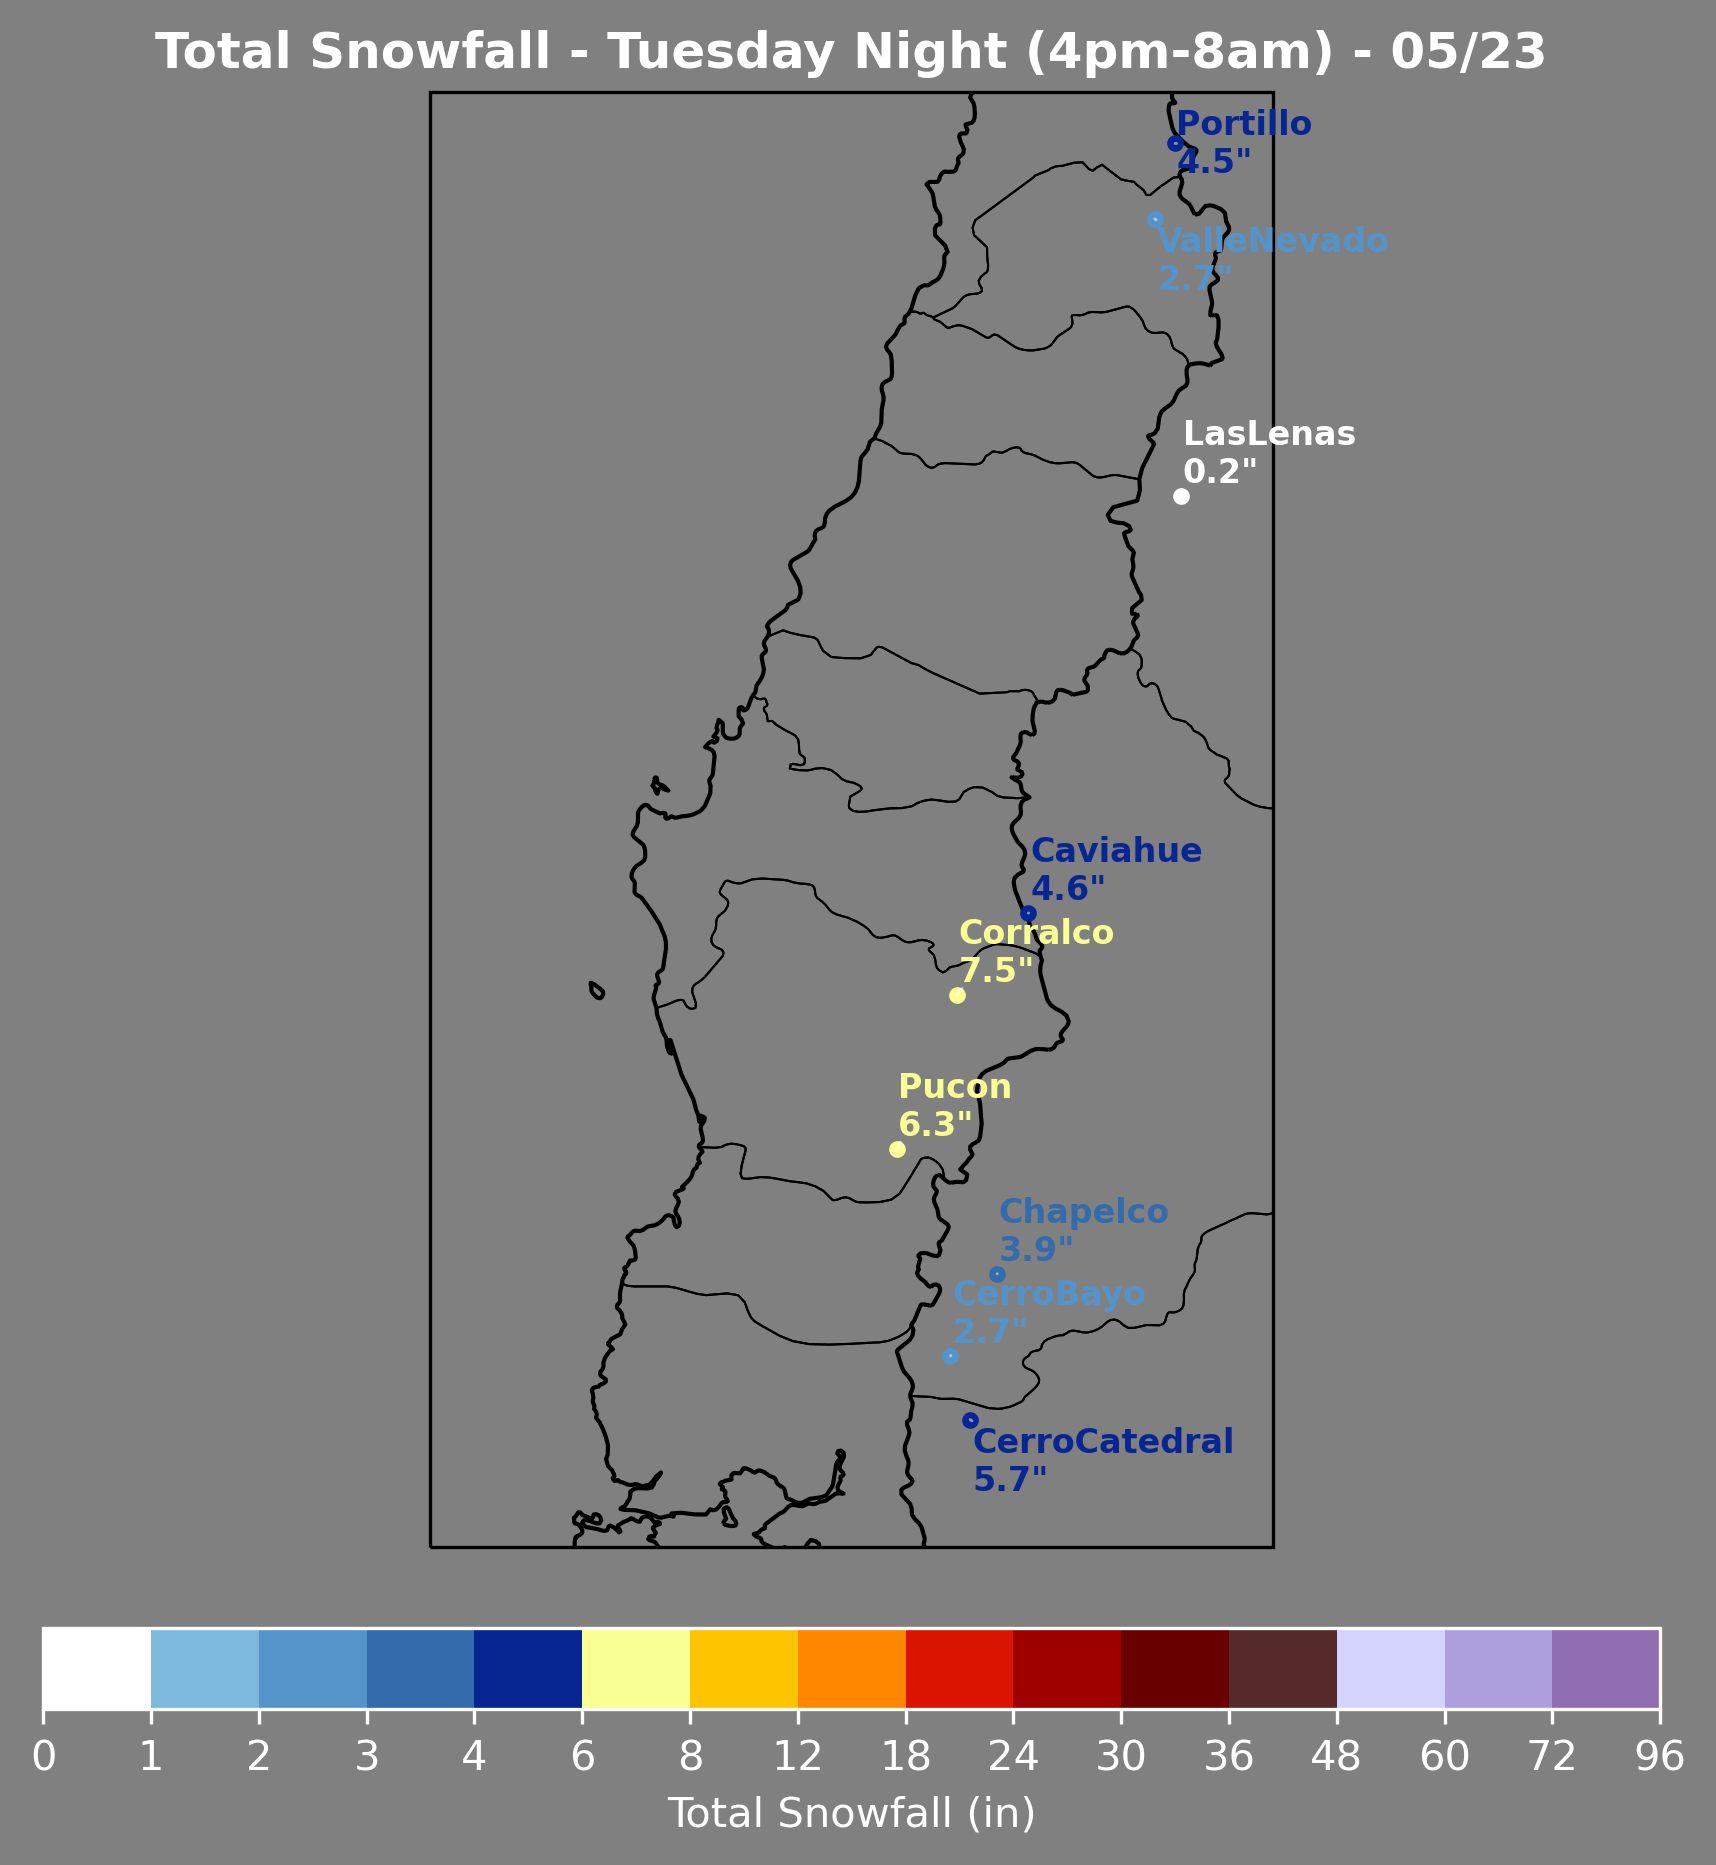 Total Snowfall - Tuesday Night (4pm-8am) - 05/23
Portillo
4.5"
ValleNevado
2.7"
LasLenas
0.2"
Caviahue
4.6"
Corralco
7.5"
Pucon
6.3"
Chapelco
3.9"
CerroBayo
2.7"
CerroCatedral
5.7"
0 1 2 3 4 6 8 12 18 24 30 36 48 60 72 96
Total Snowfall (in)